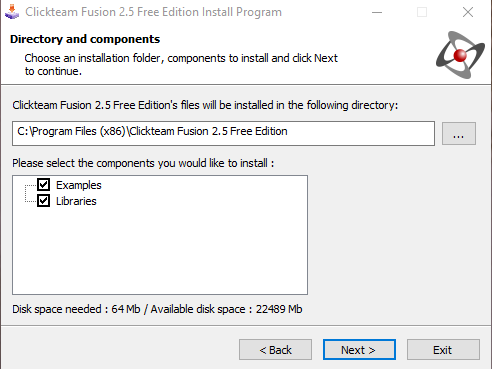 Clickteam Fusion 2.5 Free Edition Install Program
Directory and components
Choose an installation folder, components to install and click Next
to continue.
Clickteam Fusion 2.5 Free Edition's files will be installed in the following directory:
C:\Program Files (x86)\Clickteam Fusion 2.5 Free Edition
...
Please select the components you would like to install :
Examples
Libraries
Disk space needed : 64 Mb / Available disk space : 22489 Mb
< Back Next > Exit